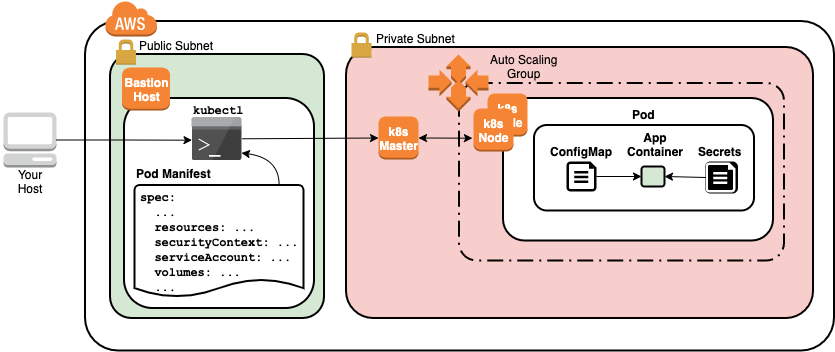 AWS
Public Subnet
Private Subnet
Bastion
Host
Auto Scaling
Group
kubectl
k8s
Master
k8s
k8s
Node
Pod
ConfigMap
App
Container
Secrets
Your
Host
Pod Manifest
spec:
...
resources: ...
securityContext: ...
serviceAccount: ...
volumes: ...
...